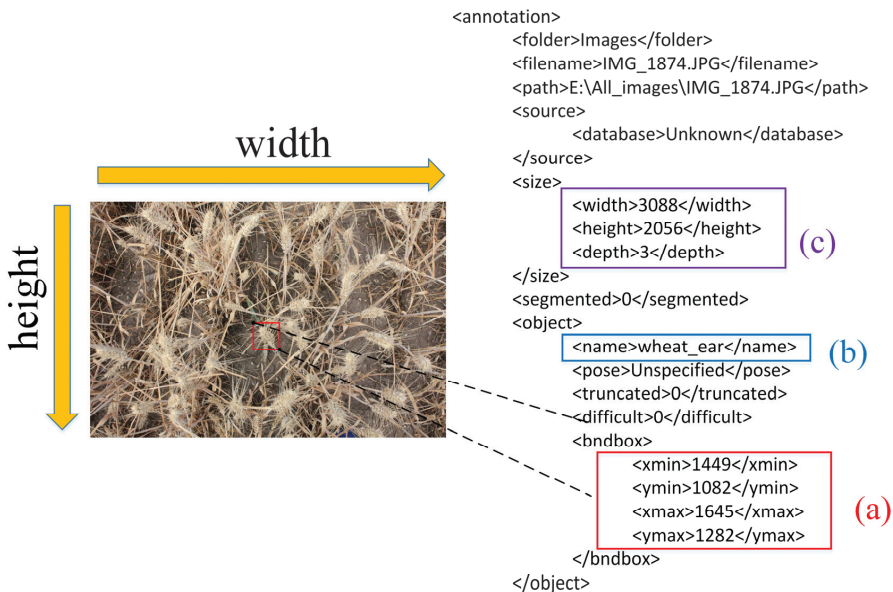 <annotation>
<folder>Images</folder>
<filename>IMG_1874.JPG</filename>
<path>E:\All_images\IMG_1874.JPG</path>
<source>
<database>Unknown</database>
</source>
<size>
<width>3088</width>
<height>2056</height>
<depth>3</depth>
(c)
</size>
<segmented>0</segmented>
<object>
<name>wheat_ear</name>
(b)
<pose>Unspecified</pose>
<truncated>0</truncated>
<difficult>0</difficult>
<bndbox>
<xmin>1449</xmin>
<ymin>1082</ymin>
<xmax>1645</xmax>
<ymax>1282</ymax>
(a)
</bndbox>
</object>
width
height